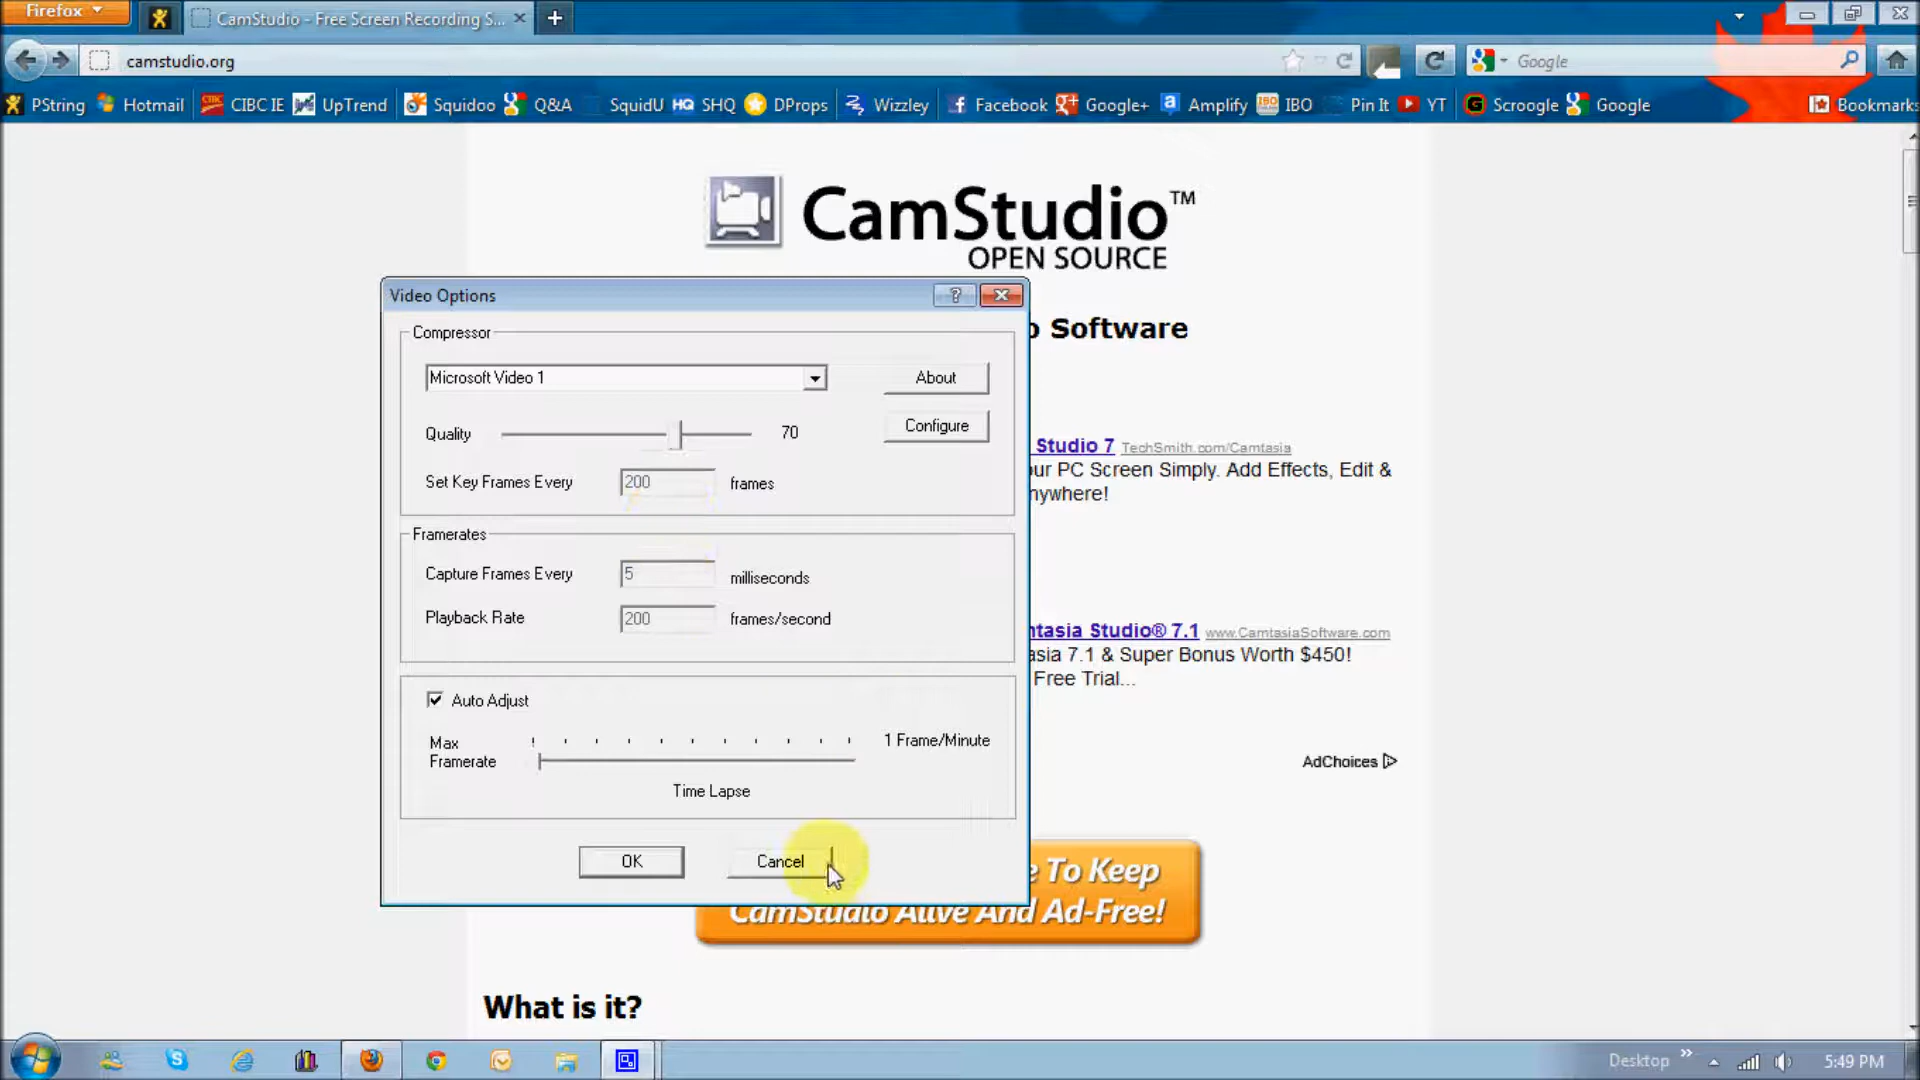 Firefox
CamStudio - Free Screen Recording S...
camstudio.org
Google
PString Hotmail CIBC IE UpTrend Squidoo Q&A SquidU SHQ DProps Wizzley Facebook Google+ Amplify IBO Pin It YT Scroogle Google Bookmarks
CamStudio™
OPEN SOURCE
Video Options
Software
Compressor
Microsoft Video 1
About
Quality 70
Configure
Studio 7 TechSmith.com/Camtasia
ur PC Screen Simply. Add Effects, Edit &
nywhere!
Set Key Frames Every 200 frames
Framerates
Capture Frames Every 5 milliseconds
Playback Rate 200 frames/second
ntasia Studio® 7.1 www.CamtasiaSoftware.com
asia 7.1 & Super Bonus Worth $450!
Free Trial...
Auto Adjust
Max
Framerate
1 Frame/Minute
Time Lapse
AdChoices
OK Cancel
e To Keep
CamStudio Alive And Ad-Free!
What is it?
Desktop 5:49 PM